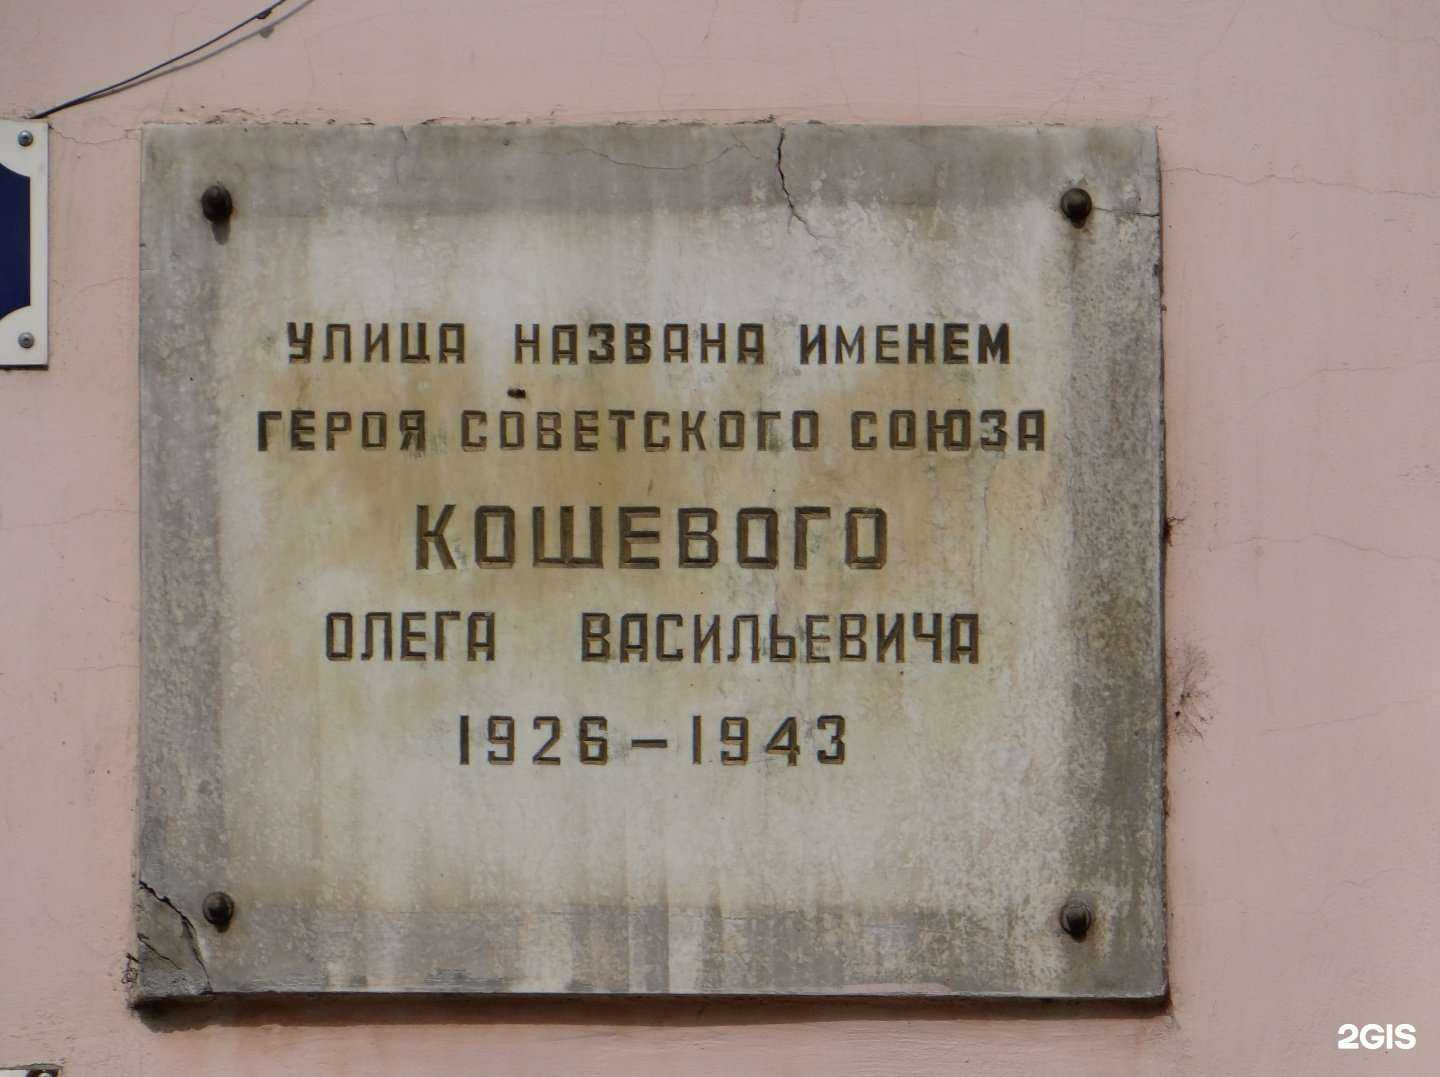 УЛИЦА НАЗВАНА ИМЕНЕМ
ГЕРОЯ СОВЕТСКОГО СОЮЗА
КОШЕВОГО
ОЛЕГА ВАСИЛЬЕВИЧА
1926 – 1943
2GIS